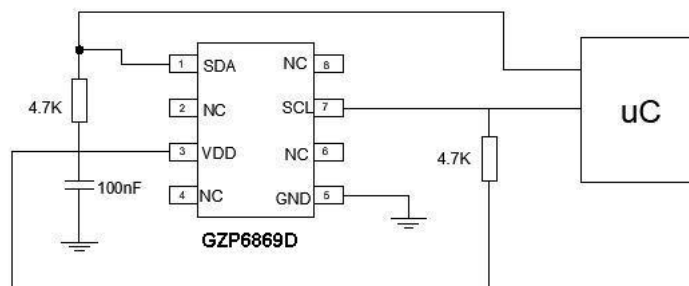 1 SDA NC 8
4.7K 2 NC SCL 7 uC
3 VDD NC 6 4.7K
100nF 4 NC GND 5
GZP6869D